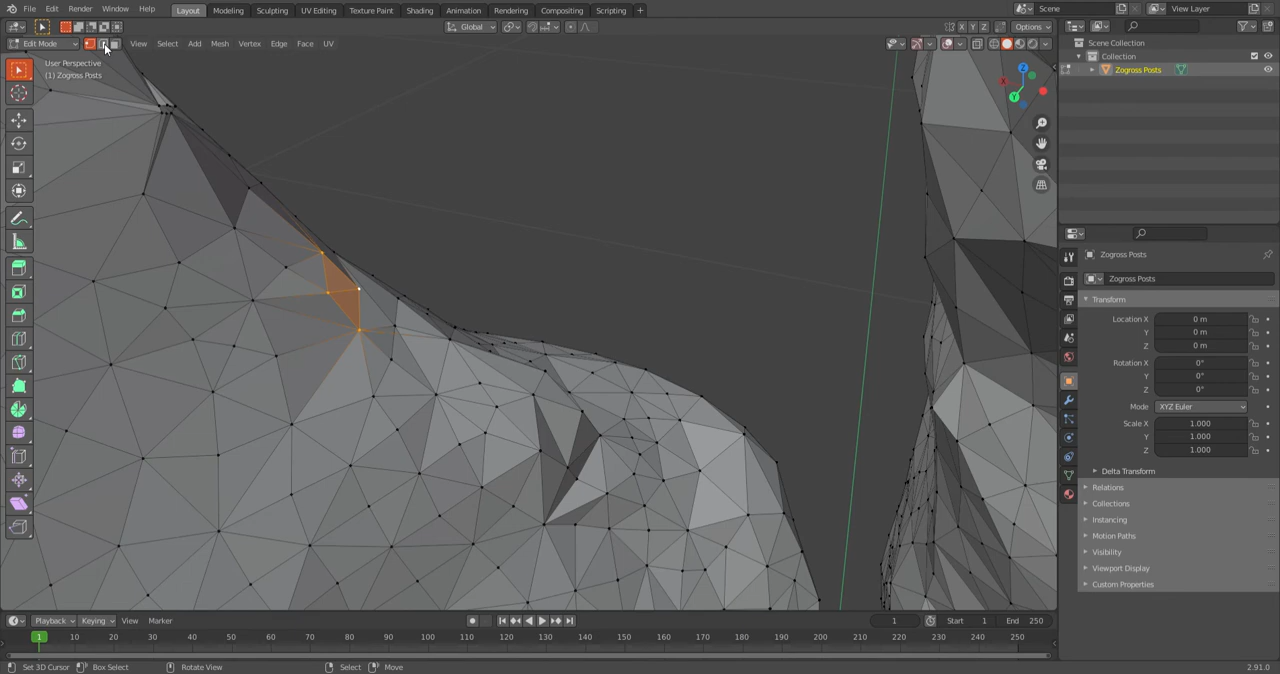 File Edit Render Window Help Layout Modeling Sculpting UV Editing Texture Paint Shading Animation Rendering Compositing Scripting + Scene View Layer
Global X Y Z Options
Edit Mode View Select Add Mesh Vertex Edge Face UV
User Perspective
(1) Zogross Posts
Z
X
Y
Scene Collection
Collection
Zogross Posts
Zogross Posts
Zogross Posts
Transform
Location X 0 m
Y 0 m
Z 0 m
Rotation X 0°
Y 0°
Z 0°
Mode XYZ Euler
Scale X 1.000
Y 1.000
Z 1.000
Delta Transform
Relations
Collections
Instancing
Motion Paths
Visibility
Viewport Display
Custom Properties
Playback Keying View Marker 1 Start 1 End 250
1 10 20 30 40 50 60 70 80 90 100 110 120 130 140 150 160 170 180 190 200 210 220 230 240 250
Set 3D Cursor Box Select Rotate View Select Move 2.91.0